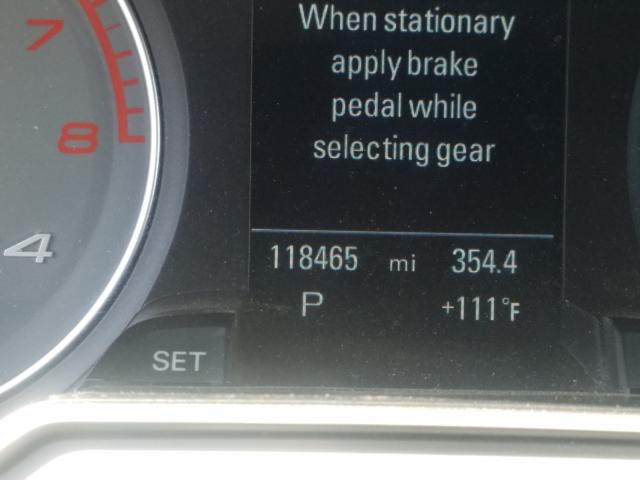 When stationary
apply brake
pedal while
selecting gear
7
8
4
118465 mi 354.4
P +111°F
SET